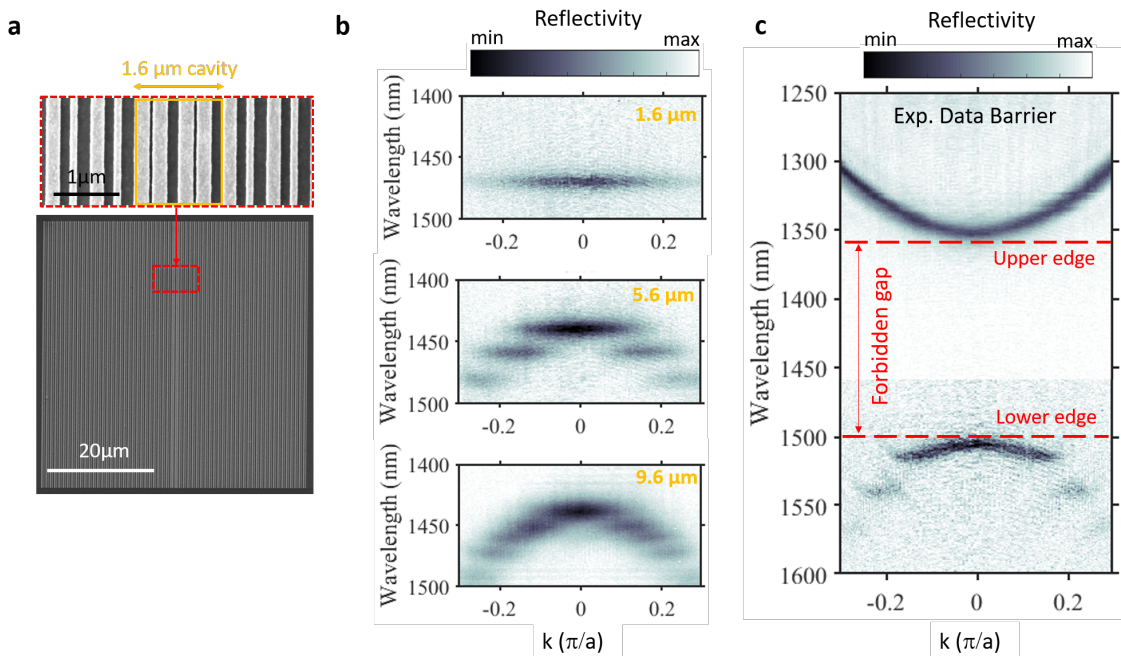 a
1.6 µm cavity
1µm
20µm
b
Reflectivity
min
max
1400
1450
1500
Wavelength (nm)
1.6 µm
-0.2
0
0.2
1400
1450
1500
Wavelength (nm)
5.6 µm
-0.2
0
0.2
1400
1450
1500
Wavelength (nm)
9.6 µm
-0.2
0
0.2
k (π/a)
c
Reflectivity
min
max
1250
1300
1350
1400
1450
1500
1550
1600
Wavelength (nm)
Exp. Data Barrier
Upper edge
Forbidden gap
Lower edge
-0.2
0
0.2
k (π/a)